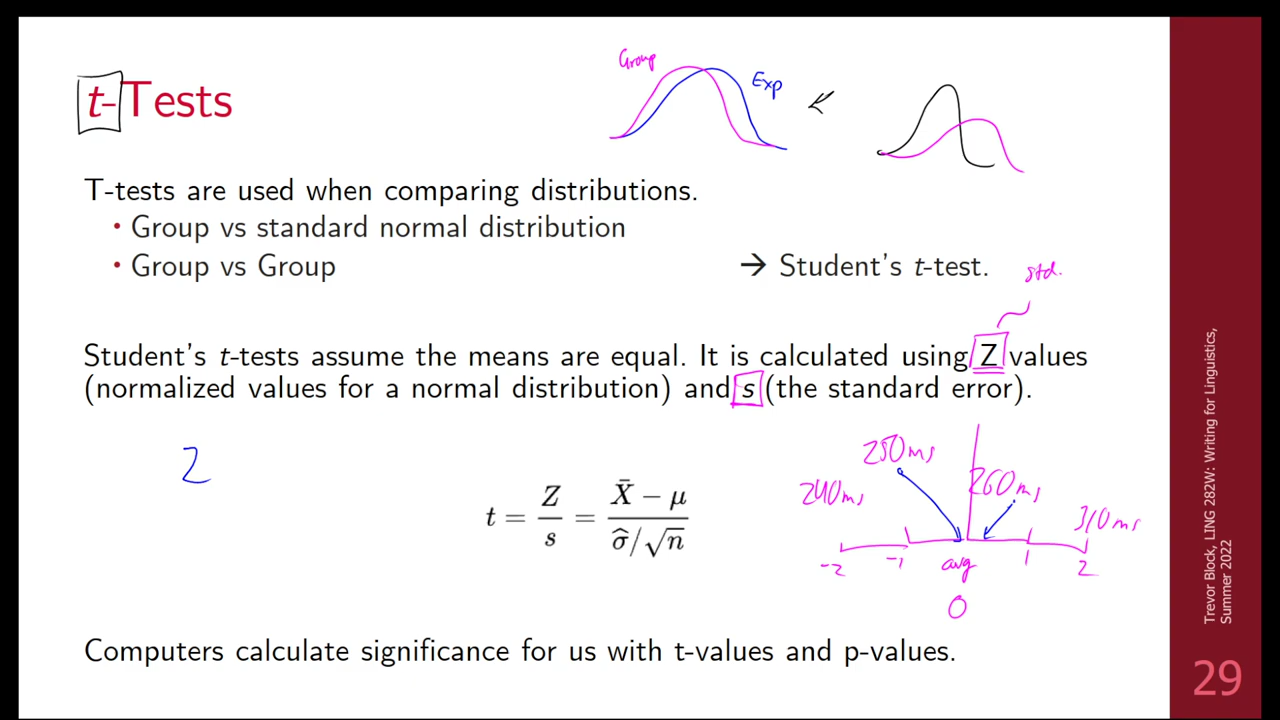 Group
Exp
t-Tests
T-tests are used when comparing distributions.
• Group vs standard normal distribution
• Group vs Group → Student's t-test.
std.
Student's t-tests assume the means are equal. It is calculated using Z values
(normalized values for a normal distribution) and s (the standard error).
250ms
240ms
260ms
310ms
t = Z/s = X̄ − μ / σ̂/√n
-2 -1 avg 1 2
0
Computers calculate significance for us with t-values and p-values.
Trevor Block, LING 282W: Writing for Linguistics,
Summer 2022
29